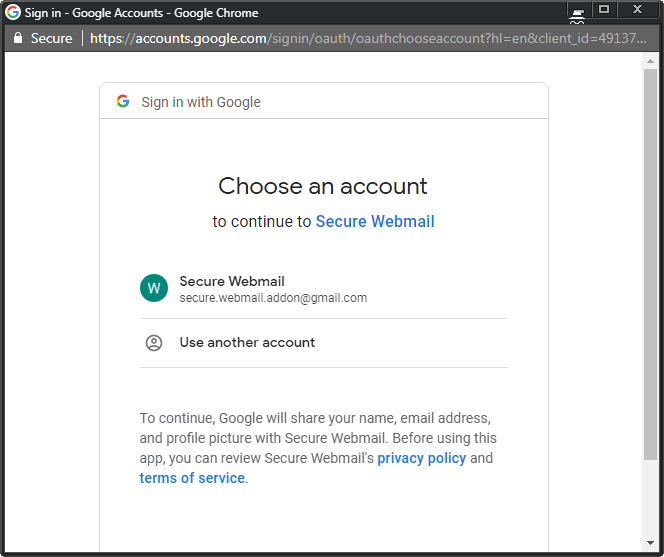 Sign in - Google Accounts - Google Chrome
Secure | https://accounts.google.com/signin/oauth/oauthchooseaccount?hl=en&client_id=49137...
Sign in with Google
Choose an account
to continue to Secure Webmail
W
Secure Webmail
secure.webmail.addon@gmail.com
Use another account
To continue, Google will share your name, email address,
and profile picture with Secure Webmail. Before using this
app, you can review Secure Webmail's privacy policy and
terms of service.